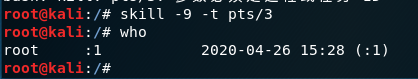 root@kali:/# skill -9 -t pts/3
root@kali:/# who
root     :1           2020-04-26 15:28 (:1)
root@kali:/#